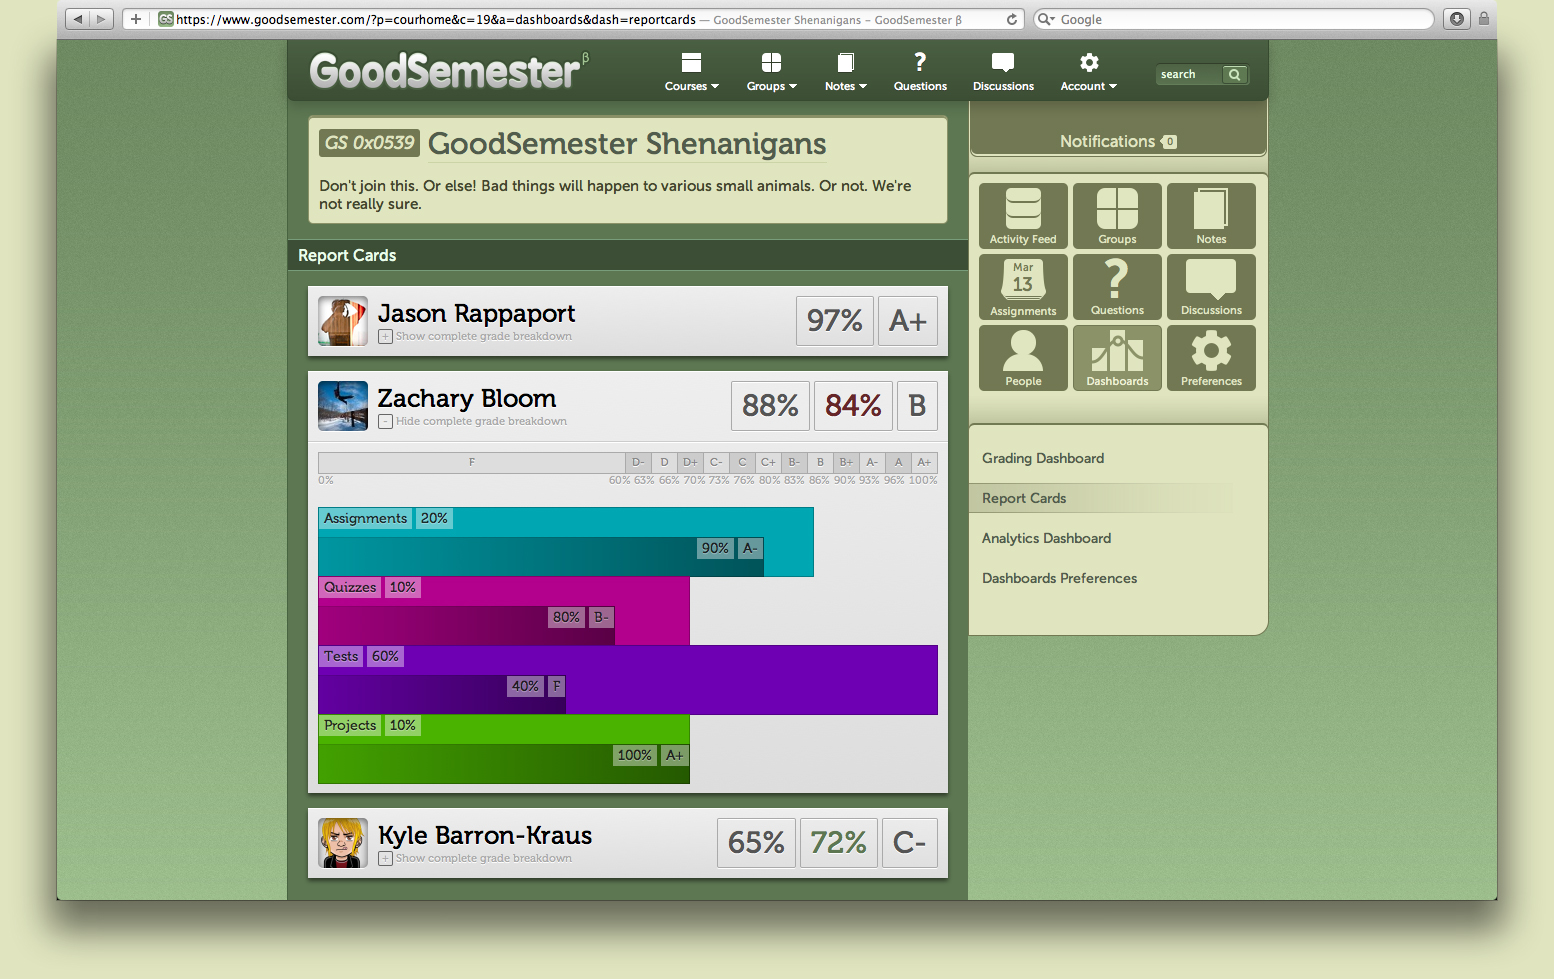 https://www.goodsemester.com/?p=courhome&c=19&a=dashboards&dash=reportcards — GoodSemester Shenanigans – GoodSemester β
Google
GS
GoodSemester β
Courses
Groups
Notes
Questions
Discussions
Account
search
GS 0x0539 GoodSemester Shenanigans
Don't join this. Or else! Bad things will happen to various small animals. Or not. We're
not really sure.
Report Cards
Jason Rappaport
+ Show complete grade breakdown
97% A+
Zachary Bloom
- Hide complete grade breakdown
88% 84% B
F D- D D+ C- C C+ B- B B+ A- A A+
0% 60% 63% 66% 70% 73% 76% 80% 83% 86% 90% 93% 96% 100%
Assignments 20%
90% A-
Quizzes 10%
80% B-
Tests 60%
40% F
Projects 10%
100% A+
Kyle Barron-Kraus
+ Show complete grade breakdown
65% 72% C-
Notifications 0
Activity Feed
Groups
Notes
Mar
13
Assignments
?
Questions
Discussions
People
Dashboards
Preferences
Grading Dashboard
Report Cards
Analytics Dashboard
Dashboards Preferences